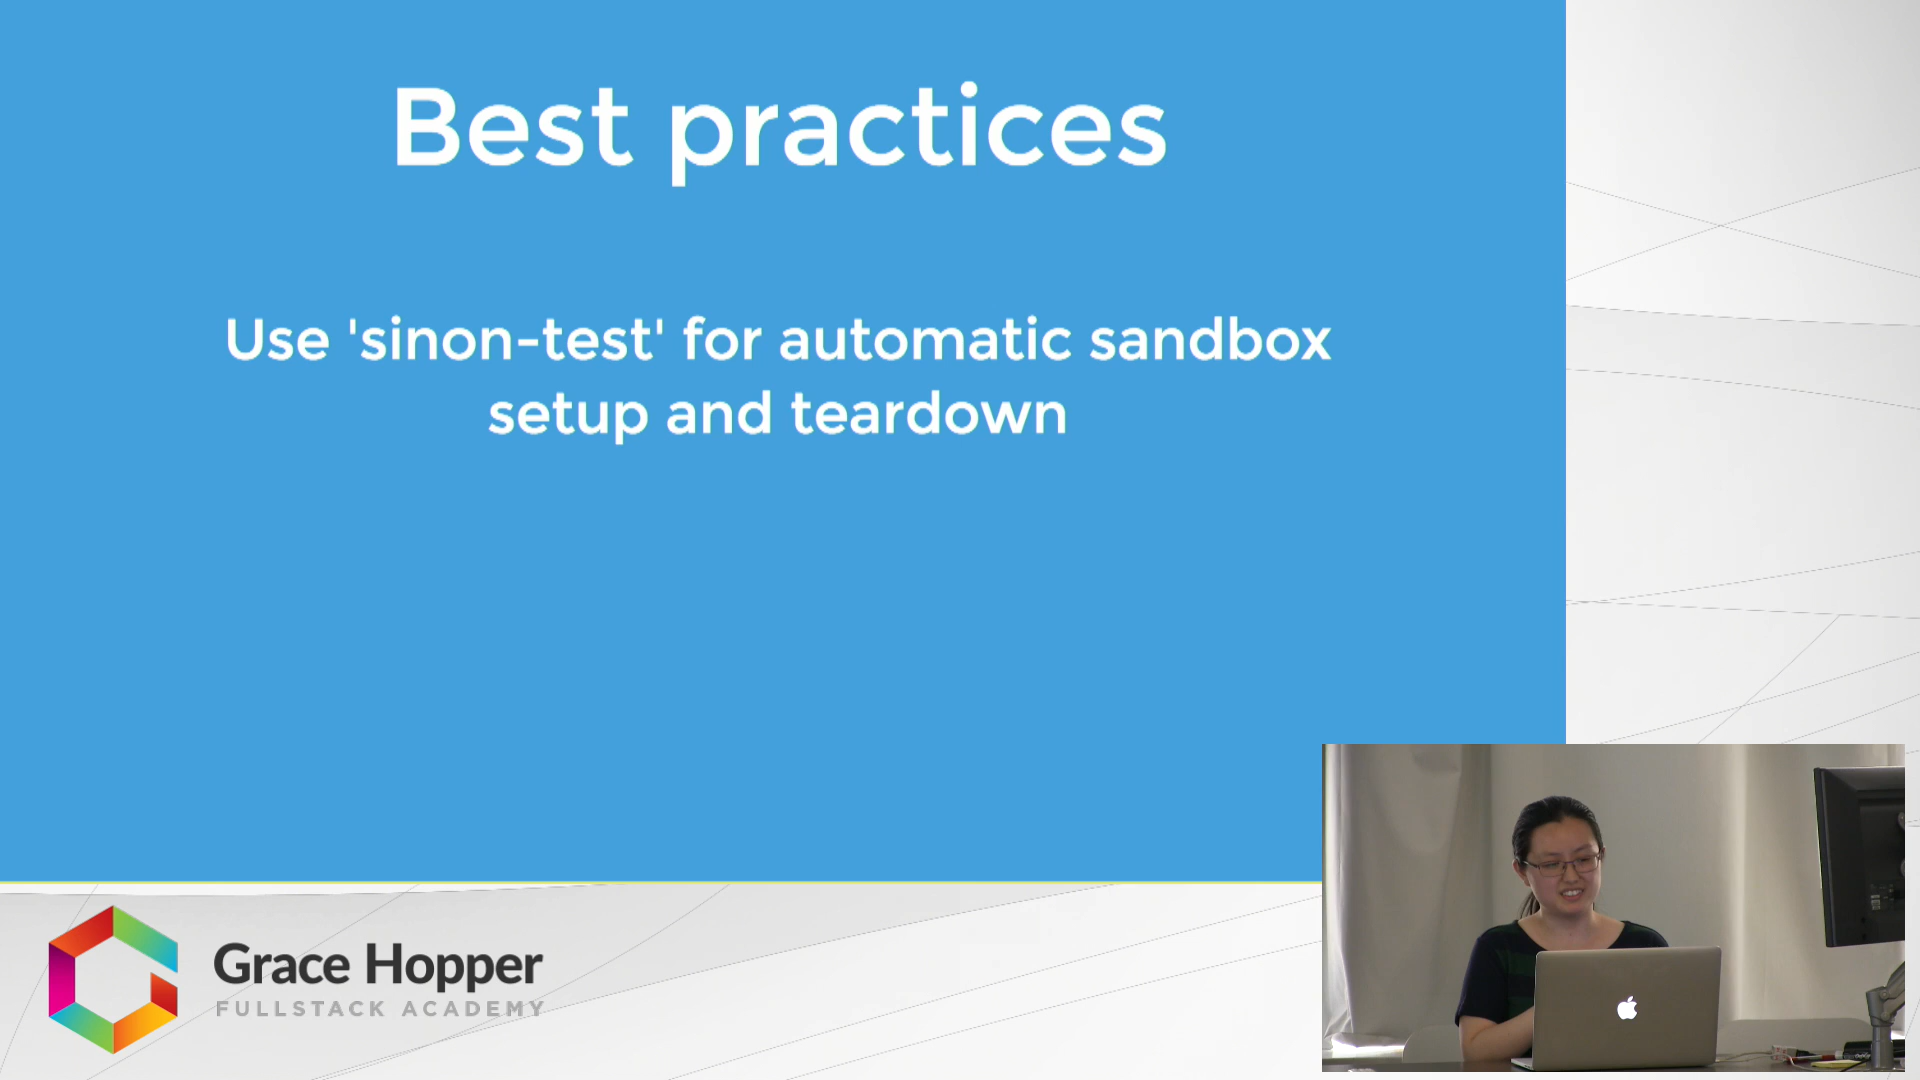 Best practices
Use 'sinon-test' for automatic sandbox
setup and teardown
Grace Hopper
FULLSTACK ACADEMY